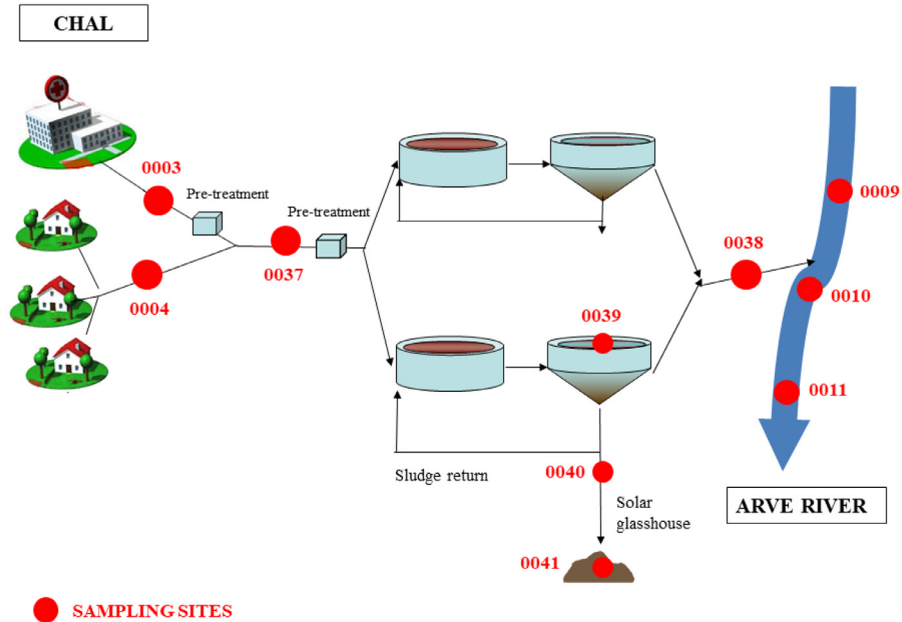 CHAL
0003
Pre-treatment
Pre-treatment
0009
0038
0037
0004
0010
0039
0011
Sludge return
0040
Solar
glasshouse
ARVE RIVER
0041
SAMPLING SITES